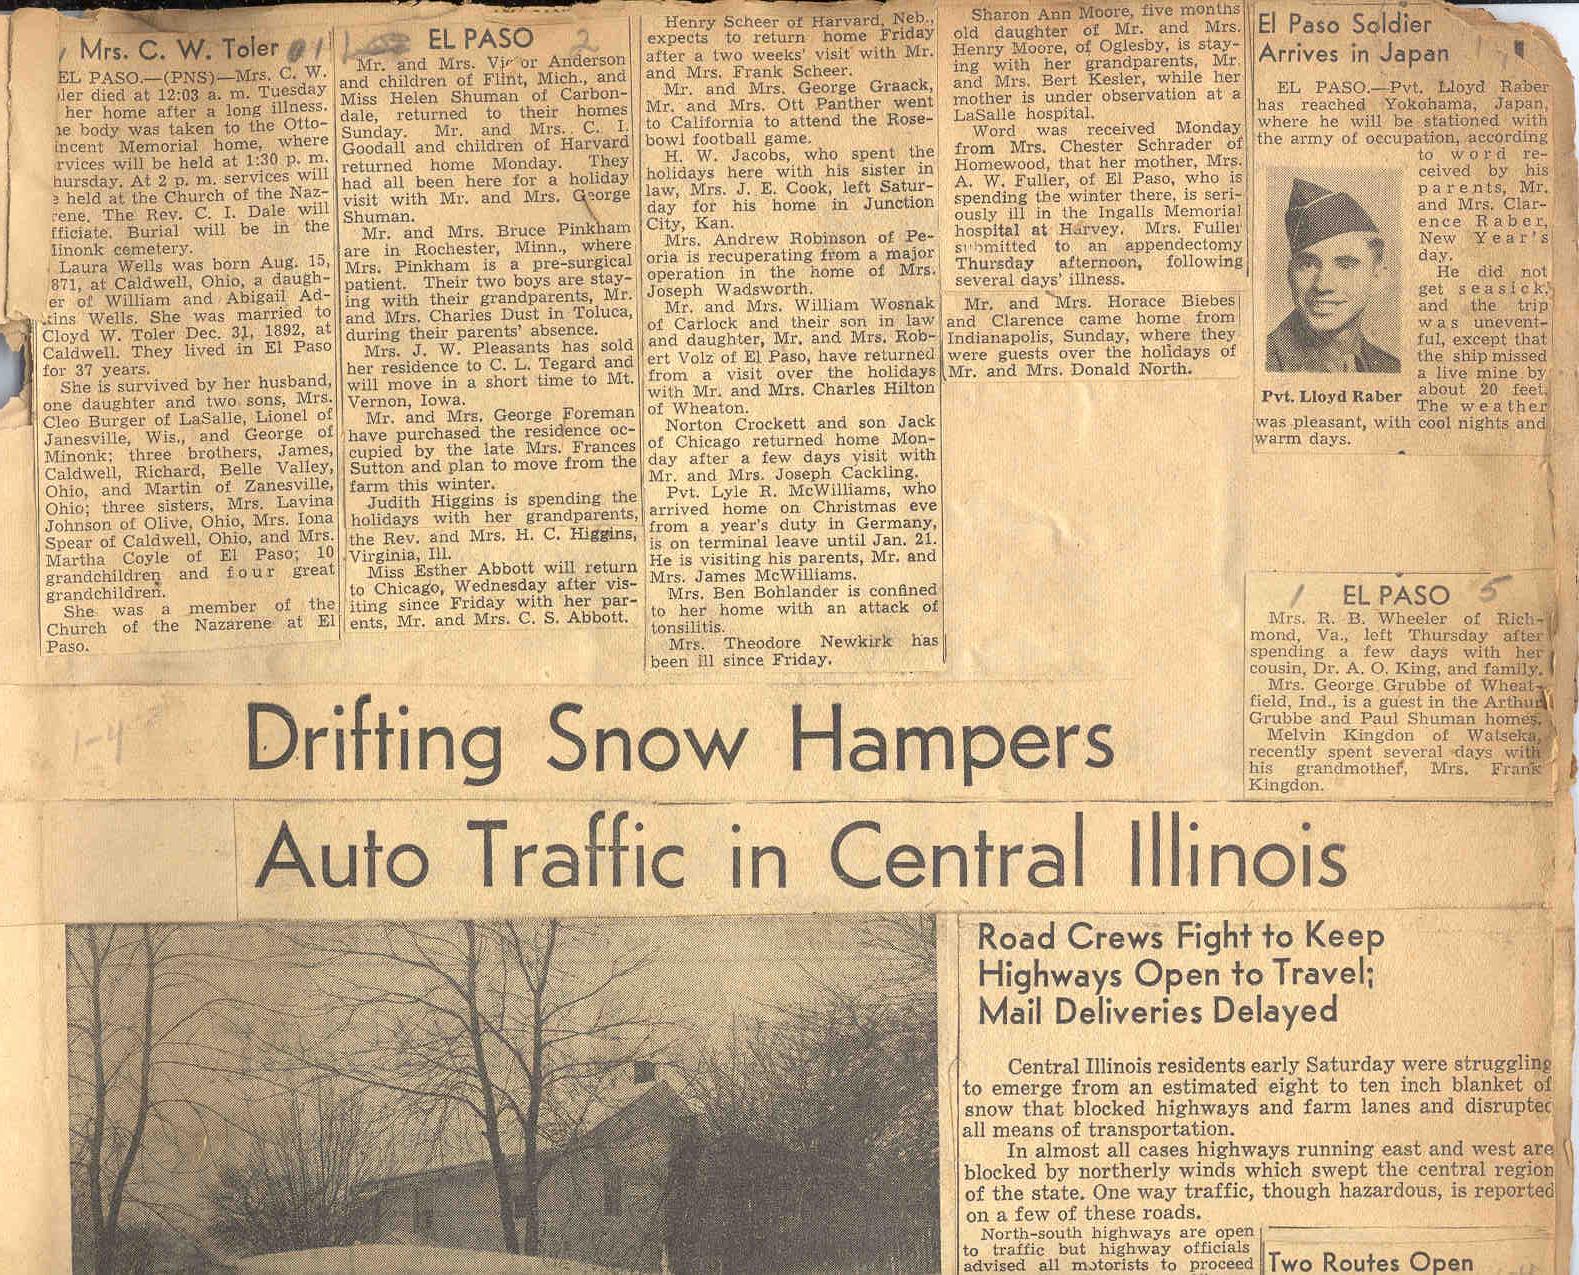 Mrs. C. W. Toler
EL PASO.—(PNS)—Mrs. C. W.
ler died at 12:03 a. m. Tuesday
her home after a long illness.
e body was taken to the Otto-
incent Memorial home, where
rvices will be held at 1:30 p. m.
hursday. At 2 p. m. services will
e held at the Church of the Naz-
rene. The Rev. C. I. Dale will
fficiate. Burial will be in the
linonk cemetery.
Laura Wells was born Aug. 15,
871, at Caldwell, Ohio, a daugh-
er of William and Abigail Ad-
kins Wells. She was married to
Cloyd W. Toler Dec. 31, 1892, at
Caldwell. They lived in El Paso
for 37 years.
She is survived by her husband,
one daughter and two sons, Mrs.
Cleo Burger of LaSalle, Lionel of
Janesville, Wis., and George of
Minonk; three brothers, James,
Caldwell, Richard, Belle Valley,
Ohio, and Martin of Zanesville,
Ohio; three sisters, Mrs. Lavina
Johnson of Olive, Ohio, Mrs. Iona
Spear of Caldwell, Ohio, and Mrs.
Martha Coyle of El Paso; 10
grandchildren and four great
grandchildren.
She was a member of the
Church of the Nazarene at El
Paso.
EL PASO 2
Mr. and Mrs. Victor Anderson
and children of Flint, Mich., and
Miss Helen Shuman of Carbon-
dale, returned to their homes
Sunday. Mr. and Mrs. C. I.
Goodall and children of Harvard
returned home Monday. They
had all been here for a holiday
visit with Mr. and Mrs. George
Shuman.
Mr. and Mrs. Bruce Pinkham
are in Rochester, Minn., where
Mrs. Pinkham is a pre-surgical
patient. Their two boys are stay-
ing with their grandparents, Mr.
and Mrs. Charles Dust in Toluca,
during their parents' absence.
Mrs. J. W. Pleasants has sold
her residence to C. L. Tegard and
will move in a short time to Mt.
Vernon, Iowa.
Mr. and Mrs. George Foreman
have purchased the residence oc-
cupied by the late Mrs. Frances
Sutton and plan to move from the
farm this winter.
Judith Higgins is spending the
holidays with her grandparents,
the Rev. and Mrs. H. C. Higgins,
Virginia, Ill.
Miss Esther Abbott will return
to Chicago, Wednesday after vis-
iting since Friday with her par-
ents, Mr. and Mrs. C. S. Abbott.
Henry Scheer of Harvard, Neb.,
expects to return home Friday
after a two weeks' visit with Mr.
and Mrs. Frank Scheer.
Mr. and Mrs. George Graack,
Mr. and Mrs. Ott Panther went
to California to attend the Rose-
bowl football game.
H. W. Jacobs, who spent the
holidays here with his sister in
law, Mrs. J. E. Cook, left Satur-
day for his home in Junction
City, Kan.
Mrs. Andrew Robinson of Pe-
oria is recuperating from a major
operation in the home of Mrs.
Joseph Wadsworth.
Mr. and Mrs. William Wosnak
of Carlock and their son in law
and daughter, Mr. and Mrs. Rob-
ert Volz of El Paso, have returned
from a visit over the holidays
with Mr. and Mrs. Charles Hilton
of Wheaton.
Norton Crockett and son Jack
of Chicago returned home Mon-
day after a few days visit with
Mr. and Mrs. Joseph Cackling.
Pvt. Lyle R. McWilliams, who
arrived home on Christmas eve
from a year's duty in Germany,
is on terminal leave until Jan. 21.
He is visiting his parents, Mr. and
Mrs. James McWilliams.
Mrs. Ben Bohlander is confined
to her home with an attack of
tonsilitis.
Mrs. Theodore Newkirk has
been ill since Friday.
Sharon Ann Moore, five months
old daughter of Mr. and Mrs.
Henry Moore, of Oglesby, is stay-
ing with her grandparents, Mr.
and Mrs. Bert Kesler, while her
mother is under observation at a
LaSalle hospital.
Word was received Monday
from Mrs. Chester Schrader of
Homewood, that her mother, Mrs.
A. W. Fuller, of El Paso, who is
spending the winter there, is seri-
ously ill in the Ingalls Memorial
hospital at Harvey. Mrs. Fuller
submitted to an appendectomy
Thursday afternoon, following
several days' illness.
Mr. and Mrs. Horace Biebes
and Clarence came home from
Indianapolis, Sunday, where they
were guests over the holidays of
Mr. and Mrs. Donald North.
El Paso Soldier
Arrives in Japan
EL PASO.—Pvt. Lloyd Raber
has reached Yokohama, Japan,
where he will be stationed with
the army of occupation, according
to word re-
ceived by his
parents, Mr.
and Mrs. Clar-
ence Raber,
New Year's
day.
He did not
get seasick,
and the trip
was unevent-
ful, except that
the ship missed
a live mine by
about 20 feet.
The weather
Pvt. Lloyd Raber
was pleasant, with cool nights and
warm days.
1 EL PASO 5
Mrs. R. B. Wheeler of Rich-
mond, Va., left Thursday after
spending a few days with her
cousin, Dr. A. O. King, and family.
Mrs. George Grubbe of Wheat-
field, Ind., is a guest in the Arthur
Grubbe and Paul Shuman homes.
Melvin Kingdon of Watseka,
recently spent several days with
his grandmother, Mrs. Frank
Kingdon.
1-4
Drifting Snow Hampers
Auto Traffic in Central Illinois
Road Crews Fight to Keep
Highways Open to Travel;
Mail Deliveries Delayed
Central Illinois residents early Saturday were struggling
to emerge from an estimated eight to ten inch blanket of
snow that blocked highways and farm lanes and disrupted
all means of transportation.
In almost all cases highways running east and west are
blocked by northerly winds which swept the central region
of the state. One way traffic, though hazardous, is reported
on a few of these roads.
North-south highways are open
to traffic but highway officials
advised all motorists to proceed
Two Routes Open